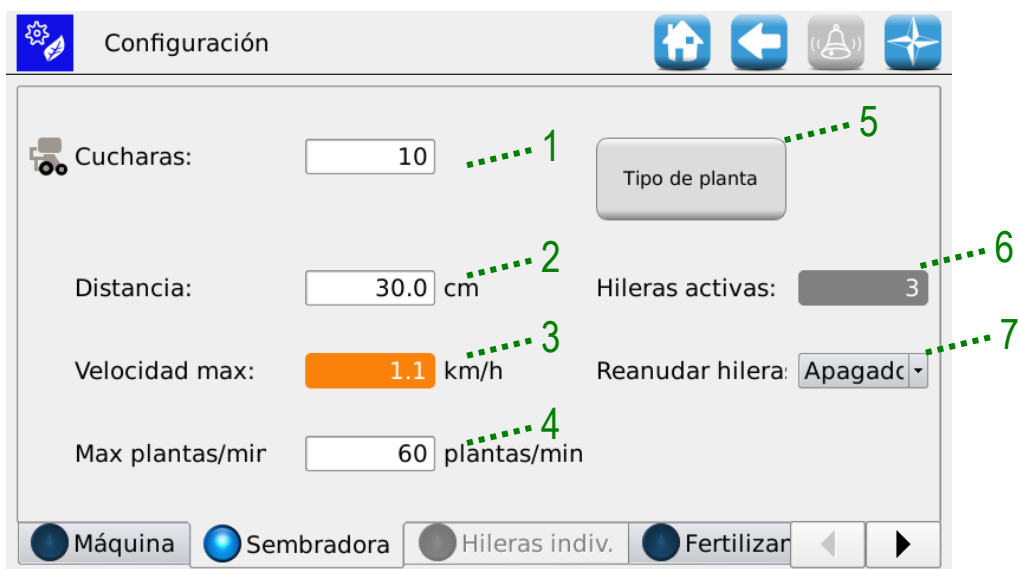 Configuración
Cucharas: 10 1
5
Tipo de planta
Distancia: 30.0 cm 2
Hileras activas: 3 6
Velocidad max: 1.1 km/h 3
Reanudar hilera: Apagado 7
Max plantas/min 60 plantas/min 4
Máquina Sembradora Hileras indiv. Fertilizar